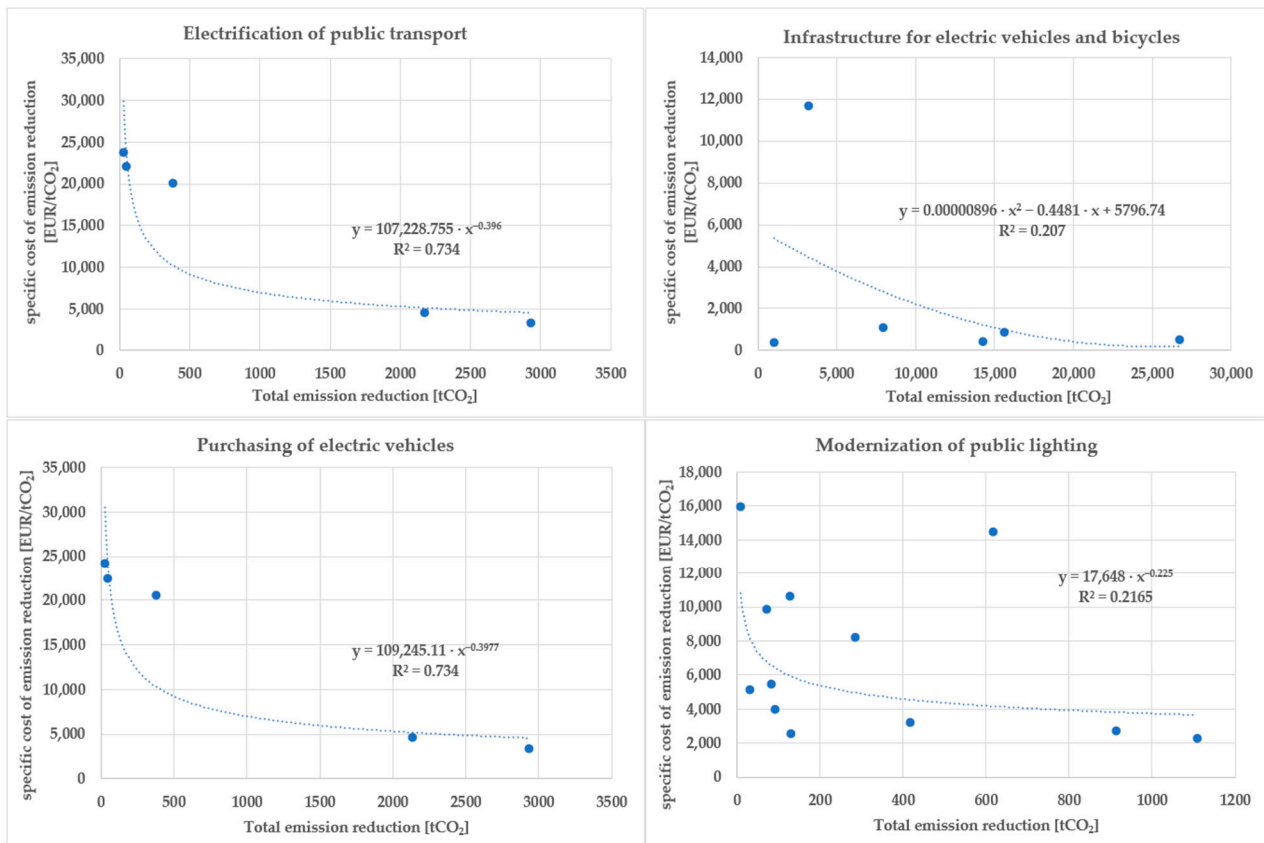 Electrification of public transport
specific cost of emission reduction
[EUR/tCO₂]
35,000
30,000
25,000
20,000
15,000
10,000
5,000
0
y = 107,228.755 · x⁻⁰·³⁹⁶
R² = 0.734
0 500 1000 1500 2000 2500 3000 3500
Total emission reduction [tCO₂]
Infrastructure for electric vehicles and bicycles
specific cost of emission reduction
[EUR/tCO₂]
14,000
12,000
10,000
8,000
6,000
4,000
2,000
0
y = 0.00000896 · x² − 0.4481 · x + 5796.74
R² = 0.207
0 5,000 10,000 15,000 20,000 25,000 30,000
Total emission reduction [tCO₂]
Purchasing of electric vehicles
specific cost of emission reduction [EUR/tCO₂]
35,000
30,000
25,000
20,000
15,000
10,000
5,000
0
y = 109,245.11 · x⁻⁰·³⁹⁷⁷
R² = 0.734
0 500 1000 1500 2000 2500 3000 3500
Total emission reduction [tCO₂]
Modernization of public lighting
specific cost of emission reduction [EUR/tCO₂]
18,000
16,000
14,000
12,000
10,000
8,000
6,000
4,000
2,000
0
y = 17,648 · x⁻⁰·²²⁵
R² = 0.2165
0 200 400 600 800 1000 1200
Total emission reduction [tCO₂]